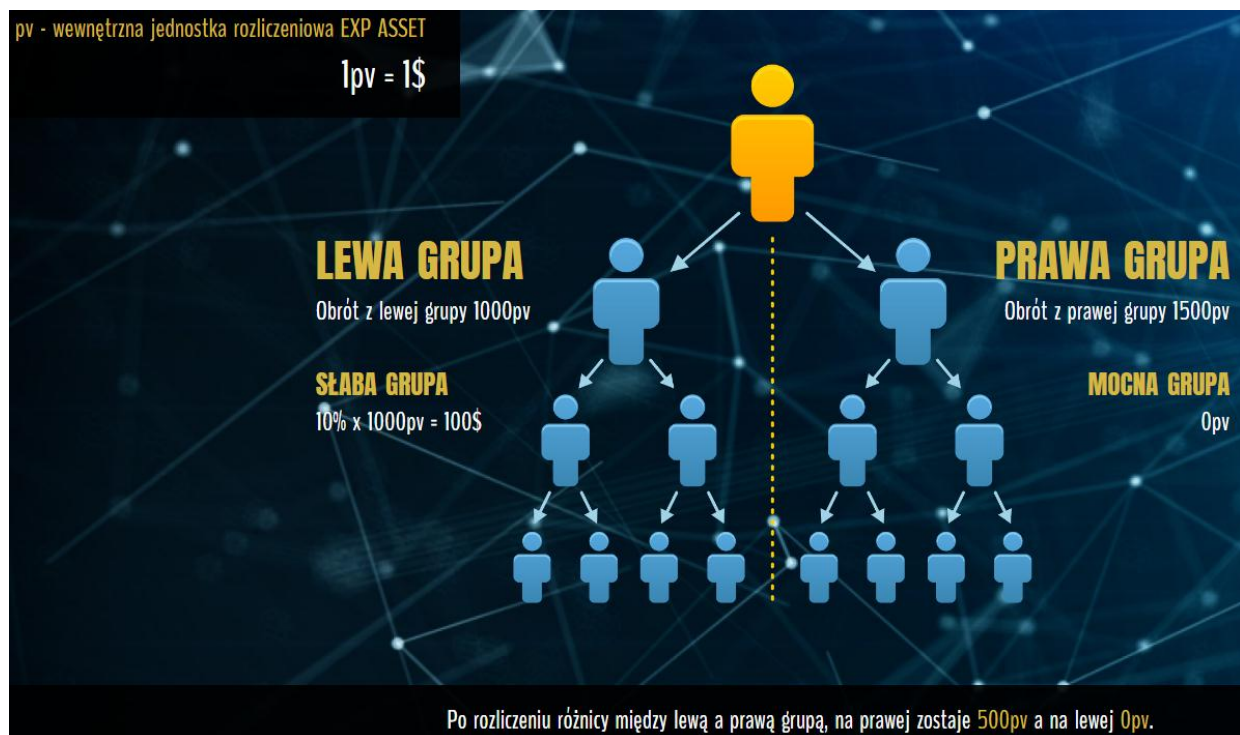 pv - wewnętrzna jednostka rozliczeniowa EXP ASSET
1pv = 1$
LEWA GRUPA
Obrót z lewej grupy 1000pv
SŁABA GRUPA
10% x 1000pv = 100$
PRAWA GRUPA
Obrót z prawej grupy 1500pv
MOCNA GRUPA
0pv
Po rozliczeniu różnicy między lewą a prawą grupą, na prawej zostaje 500pv a na lewej 0pv.